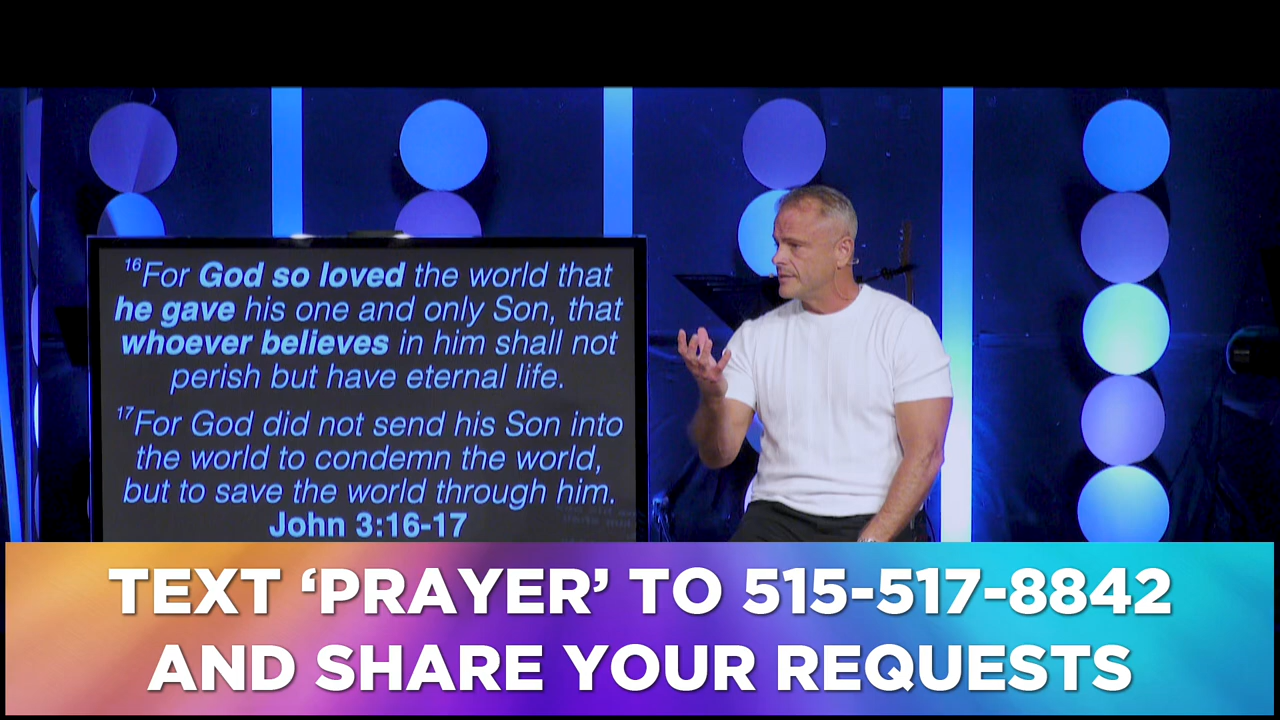 16For God so loved the world that
he gave his one and only Son, that
whoever believes in him shall not
perish but have eternal life.
17For God did not send his Son into
the world to condemn the world,
but to save the world through him.
John 3:16-17
TEXT ‘PRAYER’ TO 515-517-8842
AND SHARE YOUR REQUESTS